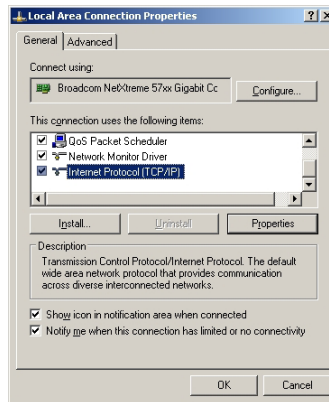 Local Area Connection Properties
General Advanced
Connect using:
Broadcom NetXtreme 57xx Gigabit Cc Configure...
This connection uses the following items:
QoS Packet Scheduler
Network Monitor Driver
Internet Protocol (TCP/IP)
Install... Uninstall Properties
Description
Transmission Control Protocol/Internet Protocol. The default
wide area network protocol that provides communication
across diverse interconnected networks.
Show icon in notification area when connected
Notify me when this connection has limited or no connectivity
OK Cancel